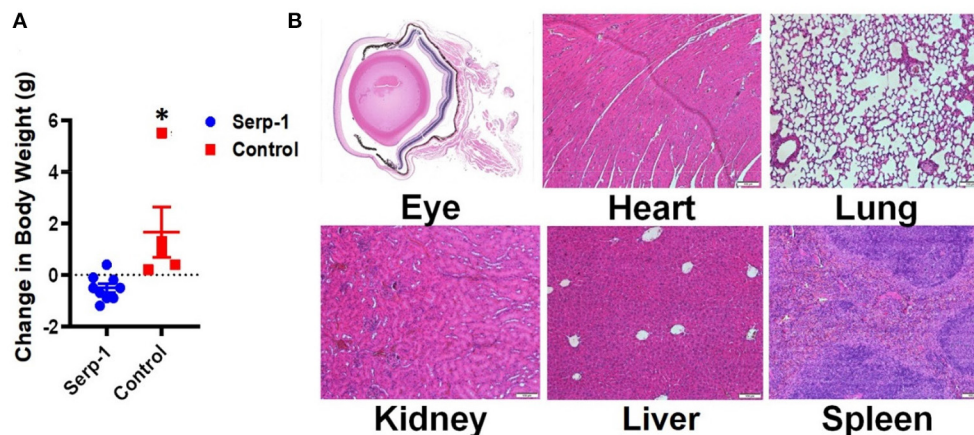 A
Change in Body Weight (g)
6
4
2
0
-2
*
Serp-1
Control
Serp-1
Control
B
Eye
Heart
Lung
Kidney
Liver
Spleen